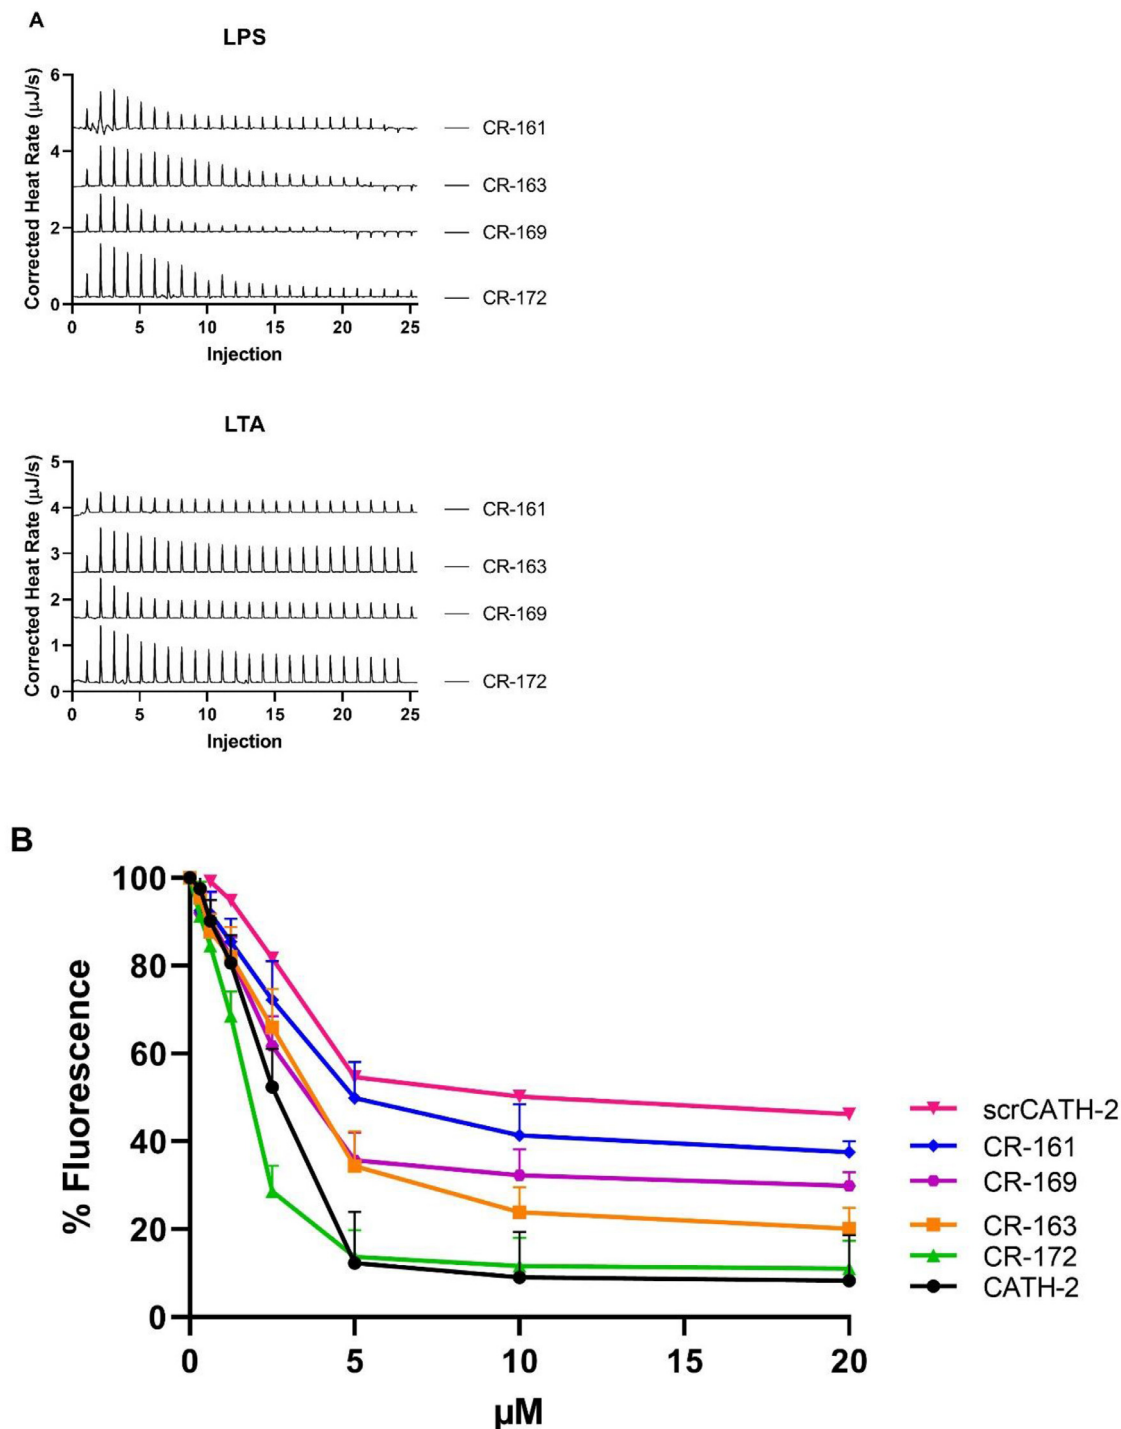 A
LPS
Corrected Heat Rate (µJ/s)
6
4
2
0
CR-161
CR-163
CR-169
CR-172
0 5 10 15 20 25
Injection
LTA
Corrected Heat Rate (µJ/s)
5
4
3
2
1
0
CR-161
CR-163
CR-169
CR-172
0 5 10 15 20 25
Injection
B
% Fluorescence
100
80
60
40
20
0
scrCATH-2
CR-161
CR-169
CR-163
CR-172
CATH-2
0 5 10 15 20
µM